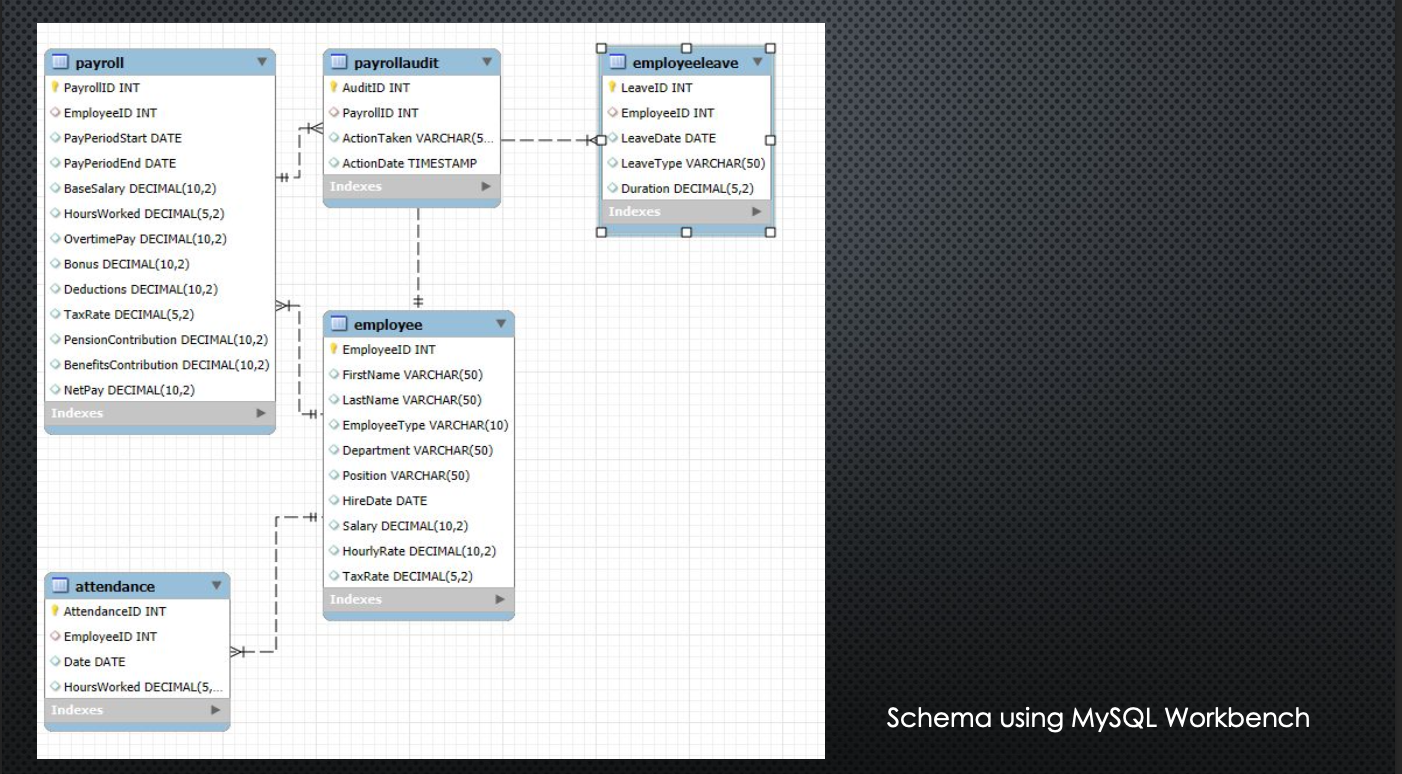 payroll
PayrollID INT
EmployeeID INT
PayPeriodStart DATE
PayPeriodEnd DATE
BaseSalary DECIMAL(10,2)
HoursWorked DECIMAL(5,2)
OvertimePay DECIMAL(10,2)
Bonus DECIMAL(10,2)
Deductions DECIMAL(10,2)
TaxRate DECIMAL(5,2)
PensionContribution DECIMAL(10,2)
BenefitsContribution DECIMAL(10,2)
NetPay DECIMAL(10,2)
Indexes
payrollaudit
AuditID INT
PayrollID INT
ActionTaken VARCHAR(5...
ActionDate TIMESTAMP
Indexes
employeeleave
LeaveID INT
EmployeeID INT
LeaveDate DATE
LeaveType VARCHAR(50)
Duration DECIMAL(5,2)
Indexes
employee
EmployeeID INT
FirstName VARCHAR(50)
LastName VARCHAR(50)
EmployeeType VARCHAR(10)
Department VARCHAR(50)
Position VARCHAR(50)
HireDate DATE
Salary DECIMAL(10,2)
HourlyRate DECIMAL(10,2)
TaxRate DECIMAL(5,2)
Indexes
attendance
AttendanceID INT
EmployeeID INT
Date DATE
HoursWorked DECIMAL(5,...
Indexes
Schema using MySQL Workbench